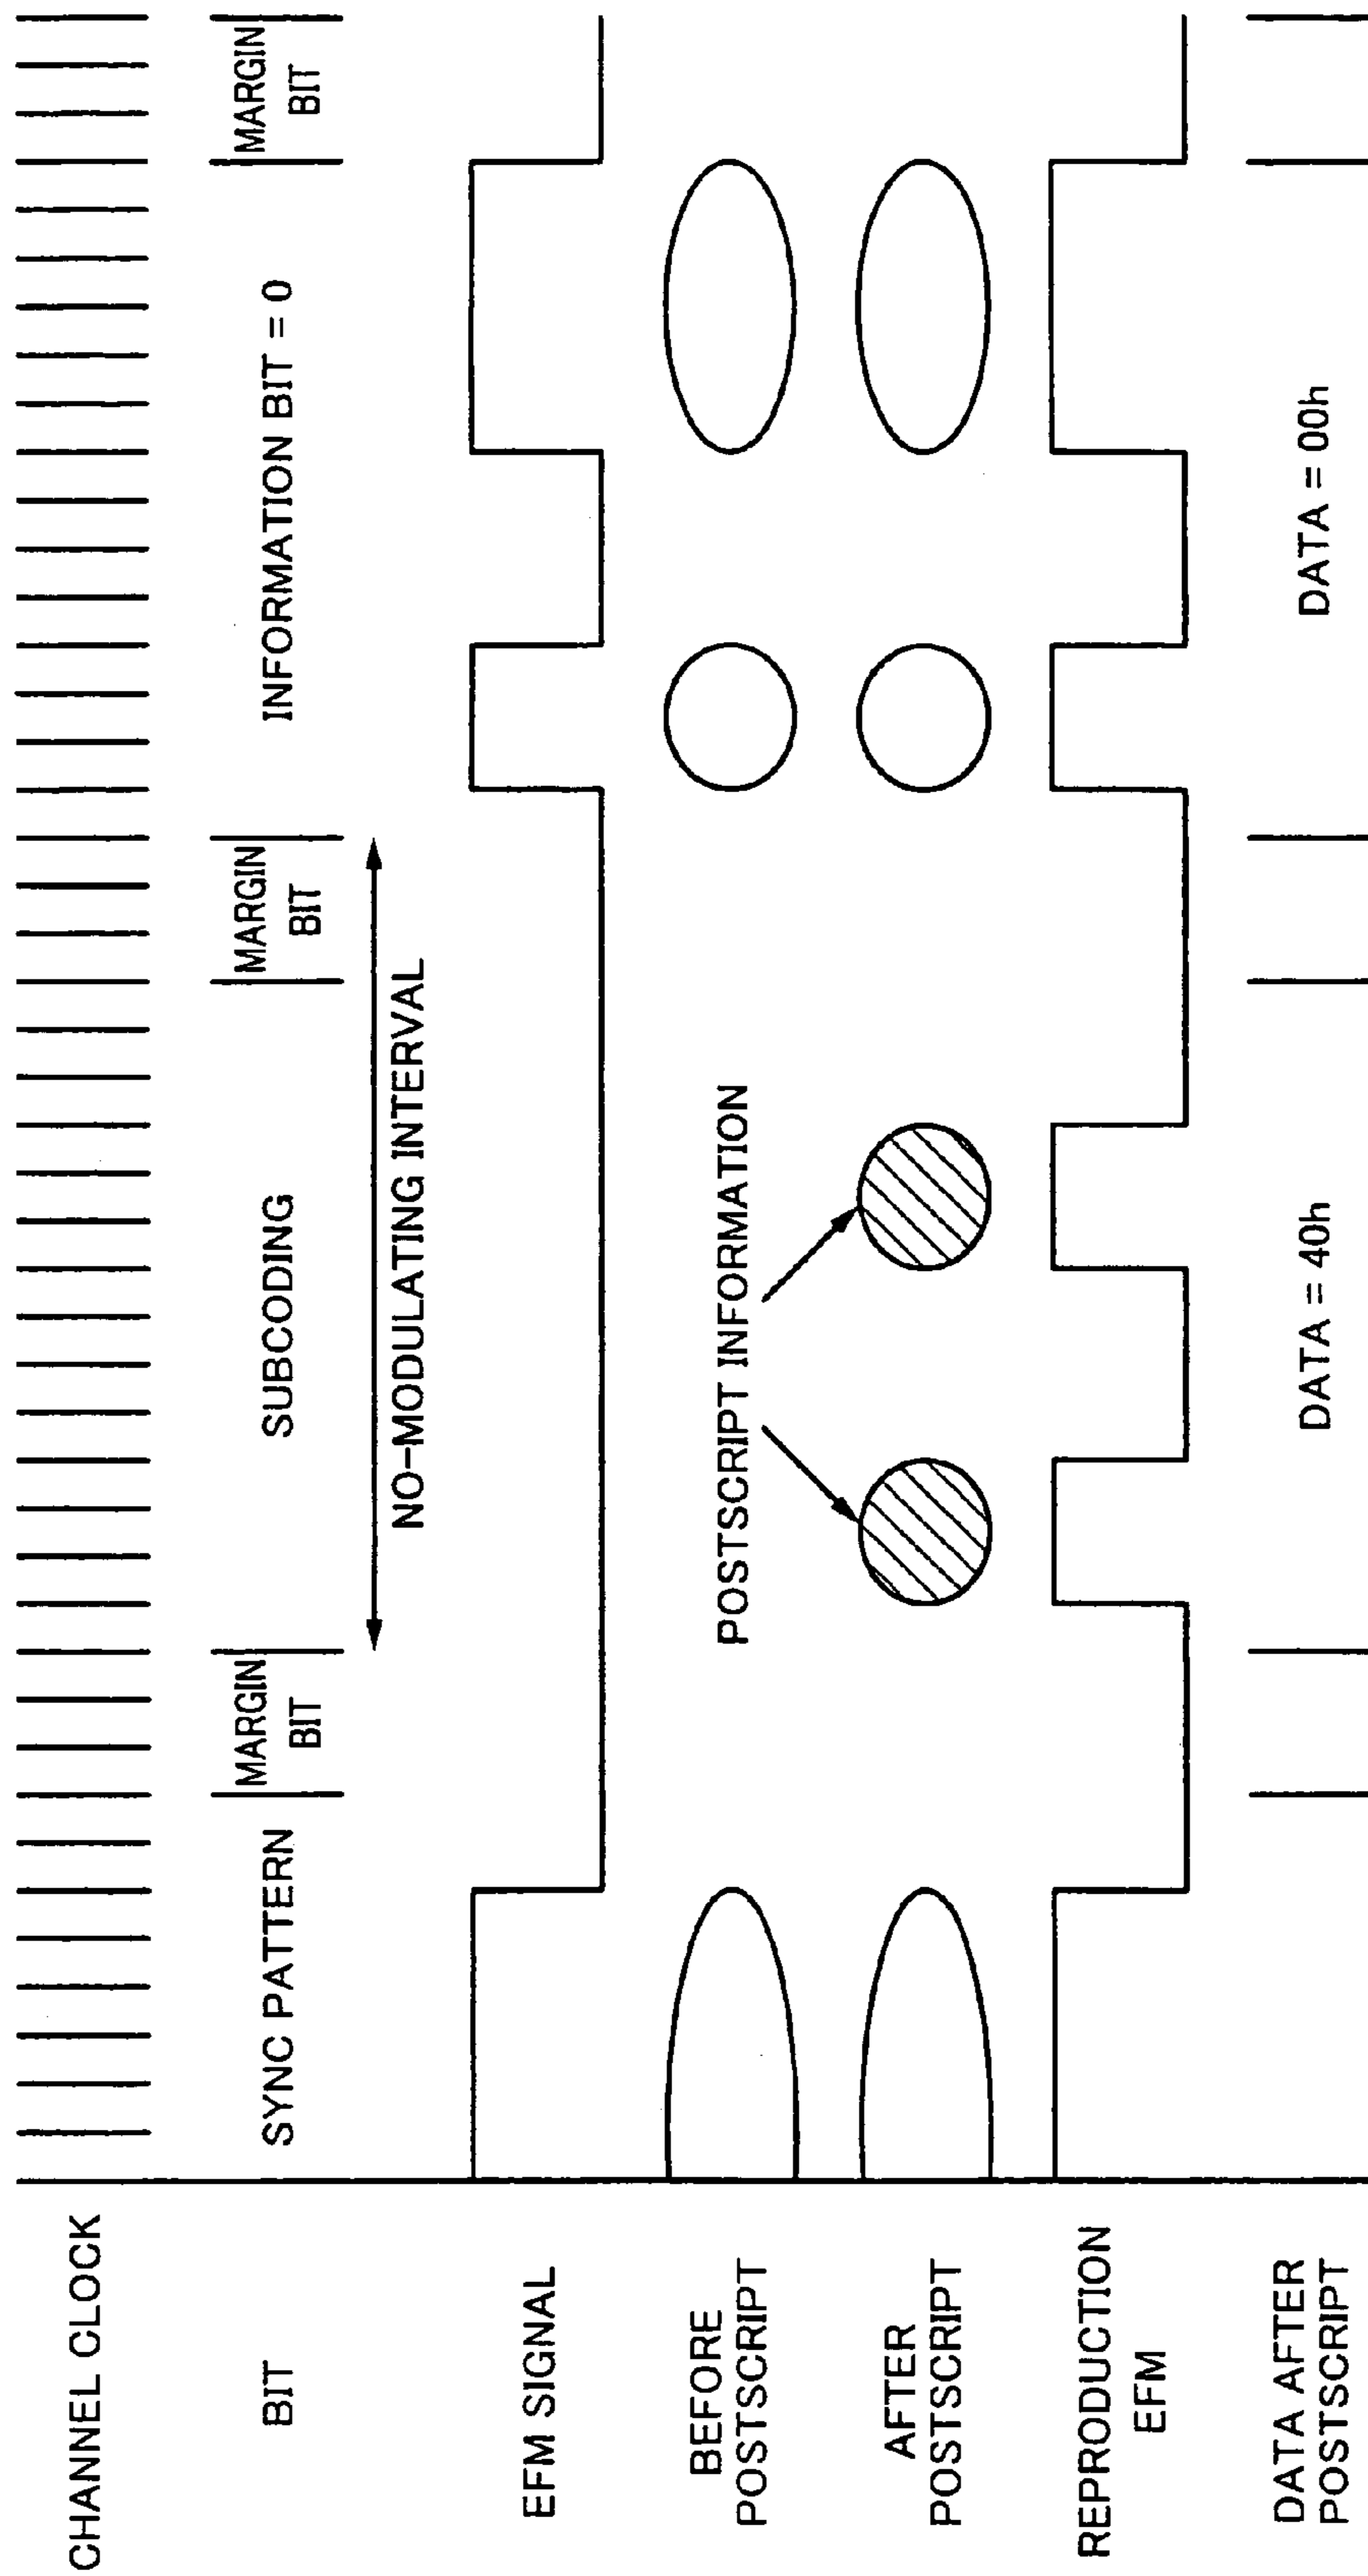 CHANNEL CLOCK
BIT
SYNC PATTERN
MARGIN
BIT
SUBCODING
MARGIN
BIT
INFORMATION BIT = 0
MARGIN
BIT
NO-MODULATING INTERVAL
EFM SIGNAL
BEFORE
POSTSCRIPT
POSTSCRIPT INFORMATION
AFTER
POSTSCRIPT
REPRODUCTION
EFM
DATA AFTER
POSTSCRIPT
DATA = 40h
DATA = 00h